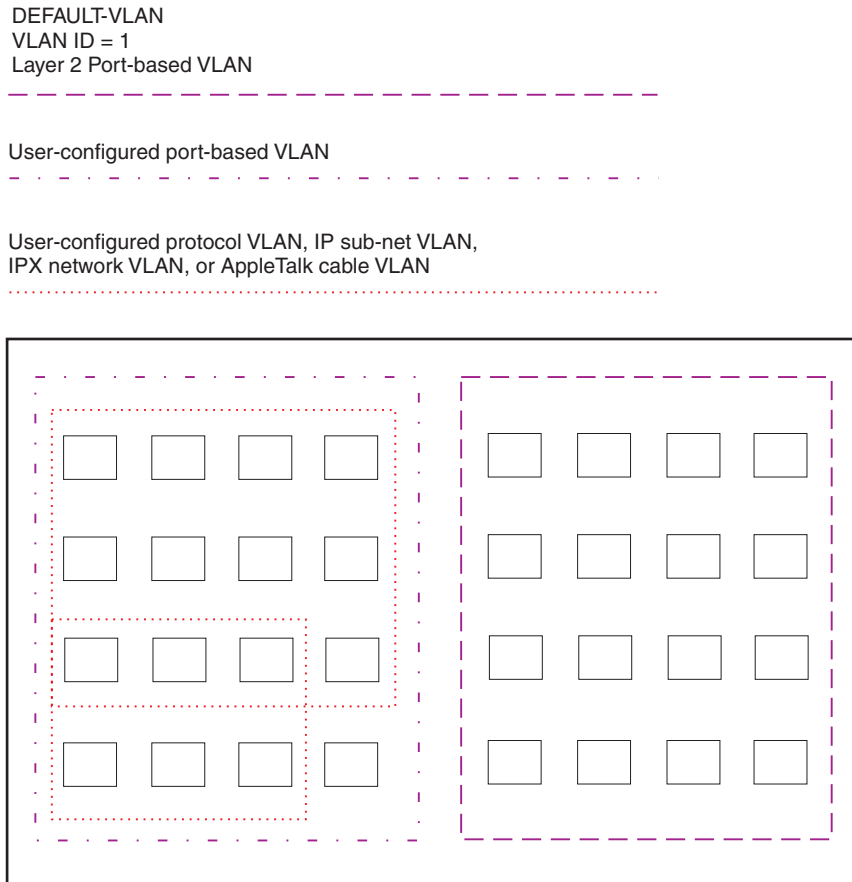 DEFAULT-VLAN
VLAN ID = 1
Layer 2 Port-based VLAN
User-configured port-based VLAN
User-configured protocol VLAN, IP sub-net VLAN,
IPX network VLAN, or AppleTalk cable VLAN